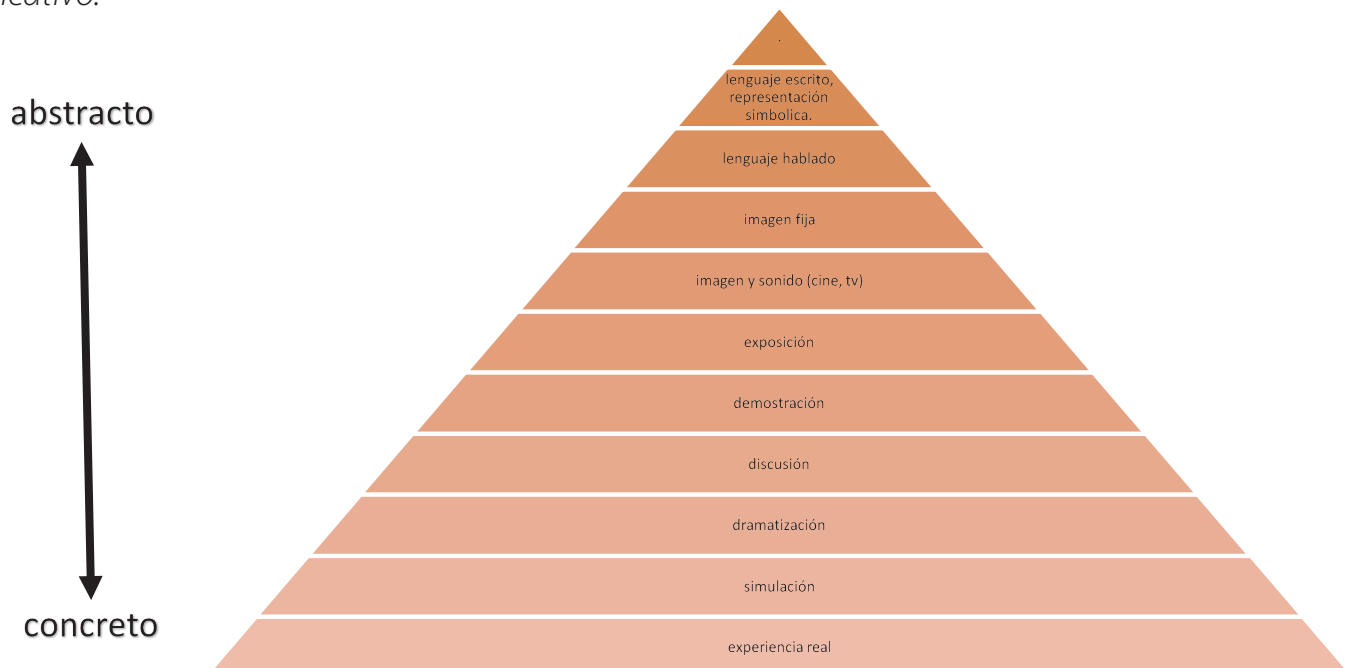 .
lenguaje escrito,
representación
simbolica.
abstracto
lenguaje hablado
imagen fija
imagen y sonido (cine, tv)
exposición
demostración
discusión
dramatización
simulación
concreto
experiencia real